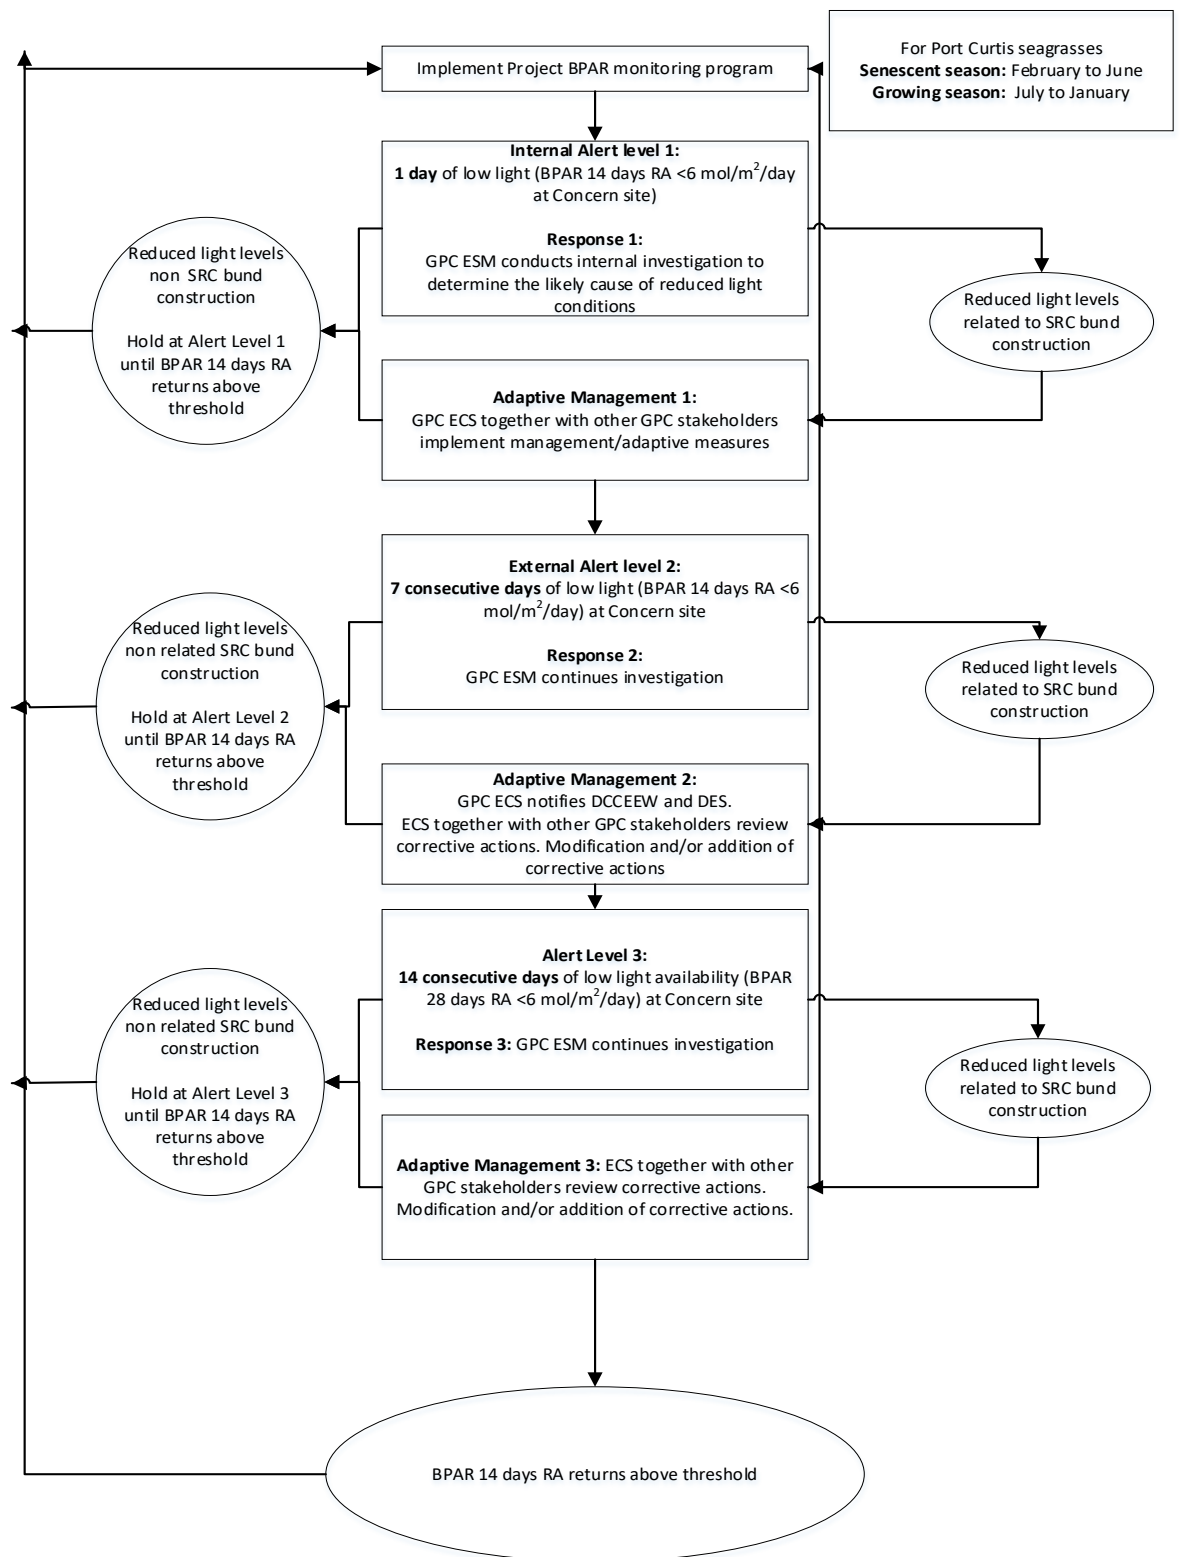 Implement Project BPAR monitoring program
For Port Curtis seagrasses
Senescent season: February to June
Growing season:  July to January
Internal Alert level 1:
1 day of low light (BPAR 14 days RA <6 mol/m²/day
at Concern site)
Response 1:
GPC ESM conducts internal investigation to
determine the likely cause of reduced light
conditions
Reduced light levels
non  SRC bund
construction
Hold at Alert Level 1
until BPAR 14 days RA
returns above
threshold
Reduced light levels
related to SRC bund
construction
Adaptive Management 1:
GPC ECS together with other GPC stakeholders
implement management/adaptive measures
External Alert level 2:
7 consecutive days of low light (BPAR 14 days RA <6
mol/m²/day) at Concern site
Response 2:
GPC ESM continues investigation
Reduced light levels
non related SRC bund
construction
Hold at Alert Level 2
until BPAR 14 days RA
returns above
threshold
Reduced light levels
related to SRC bund
construction
Adaptive Management 2:
GPC ECS notifies DCCEEW and DES.
ECS together with other GPC stakeholders review
corrective actions. Modification and/or addition of
corrective actions
Alert Level 3:
14 consecutive days of low light availability (BPAR
28 days RA <6 mol/m²/day) at Concern site
Response 3: GPC ESM continues investigation
Reduced light levels
non related SRC bund
construction
Hold at Alert Level 3
until BPAR 14 days RA
returns above
threshold
Reduced light levels
related to SRC bund
construction
Adaptive Management 3: ECS together with other
GPC stakeholders review corrective actions.
Modification and/or addition of corrective actions.
BPAR 14 days RA returns above threshold